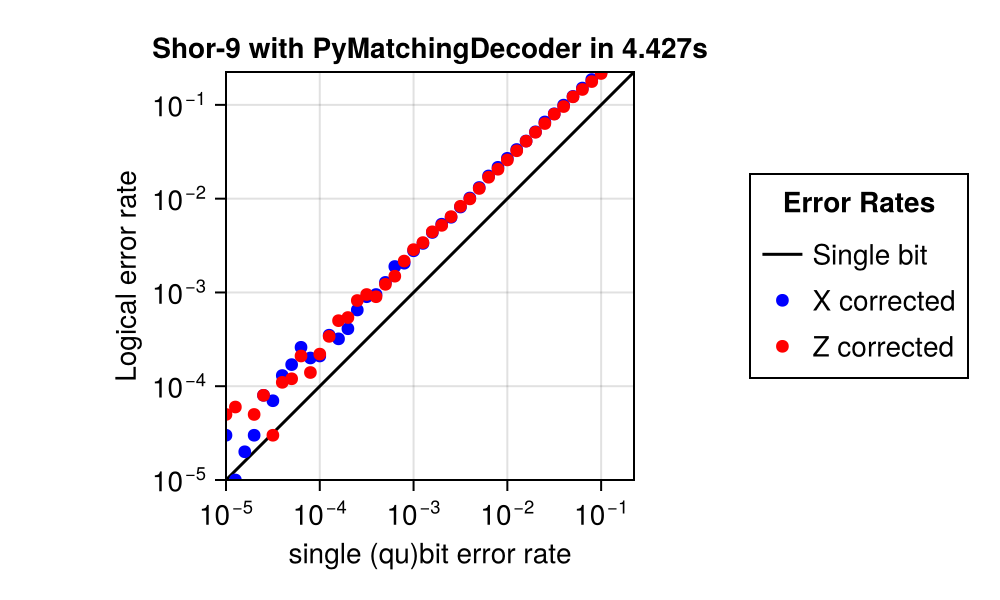 Shor-9 with PyMatchingDecoder in 4.427s
Logical error rate
10⁻¹
10⁻²
10⁻³
10⁻⁴
10⁻⁵
10⁻⁵ 10⁻⁴ 10⁻³ 10⁻² 10⁻¹
single (qu)bit error rate
Error Rates
Single bit
X corrected
Z corrected